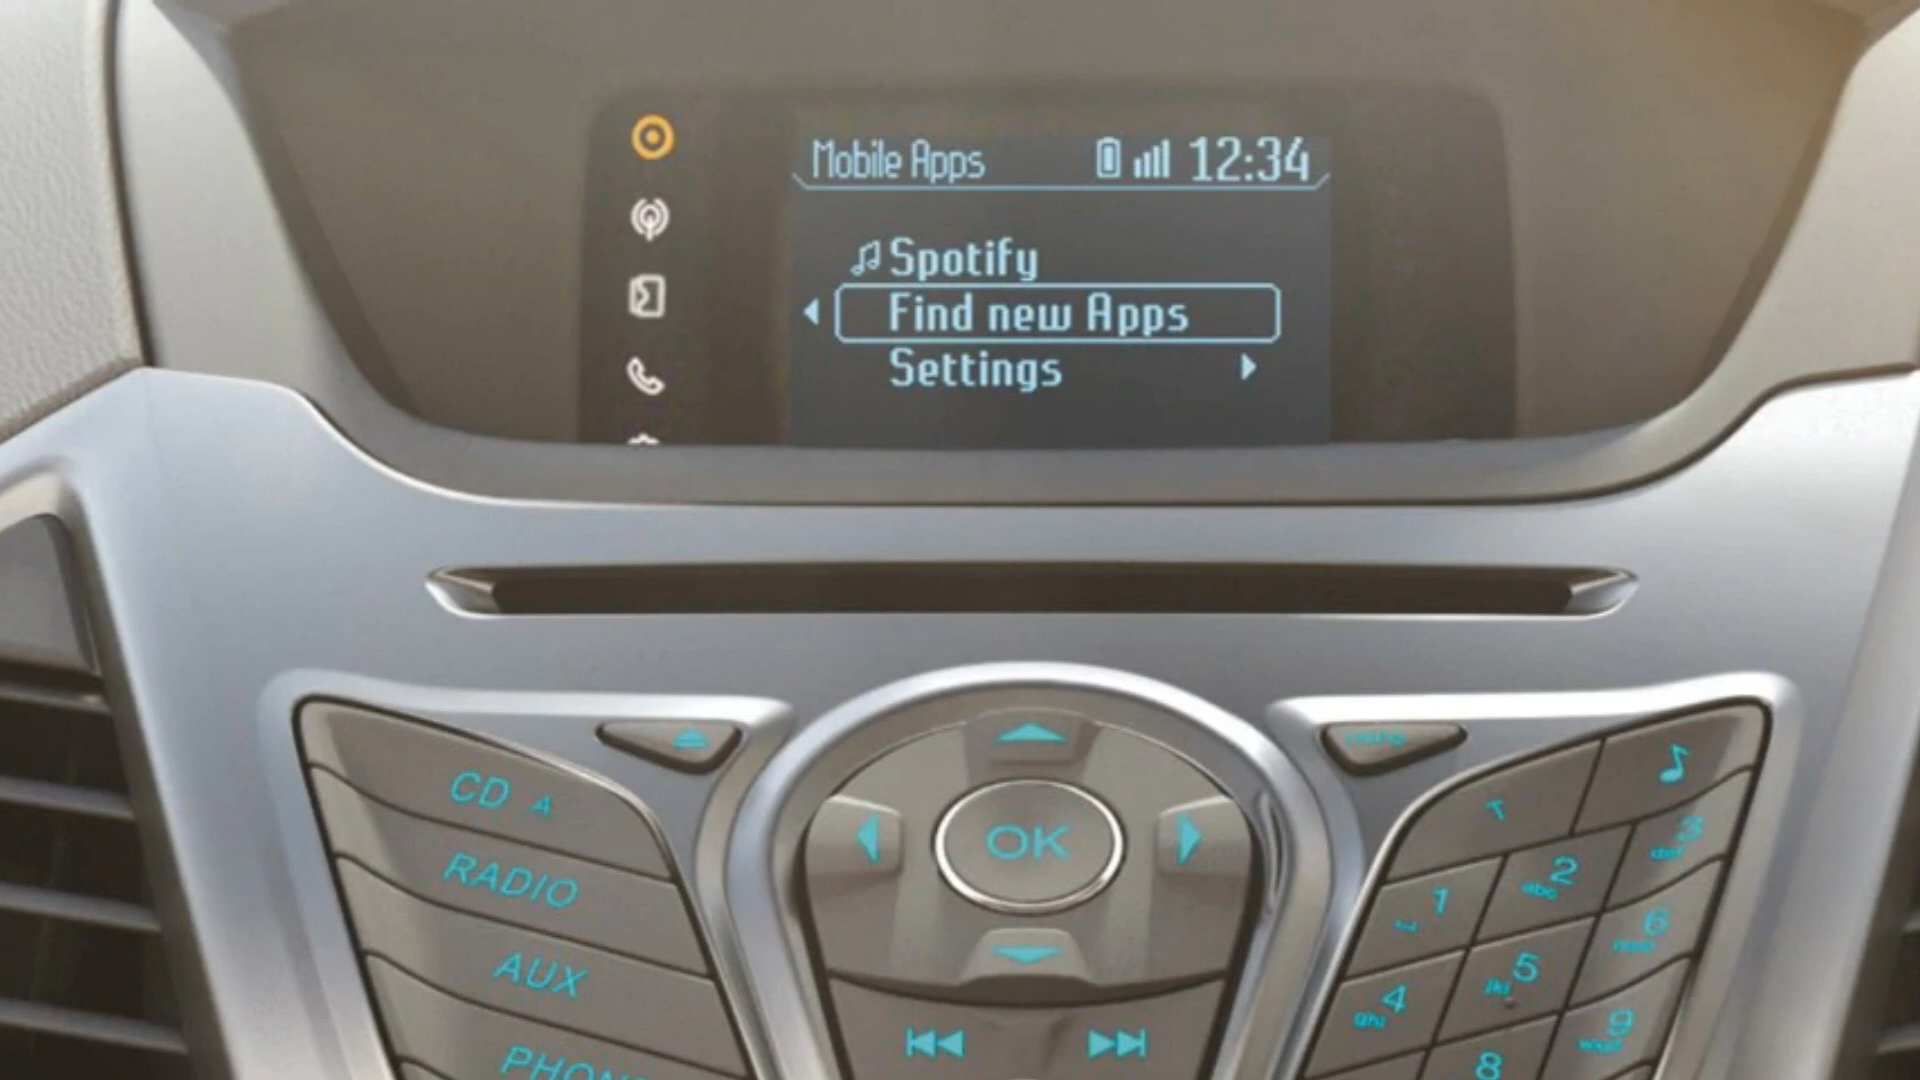 Mobile Apps 12:34
Spotify
Find new Apps
Settings
CD A
RADIO
AUX
OK
1
2
abc
3
def
4
ghi
5
jkl
6
8
9
wxyz